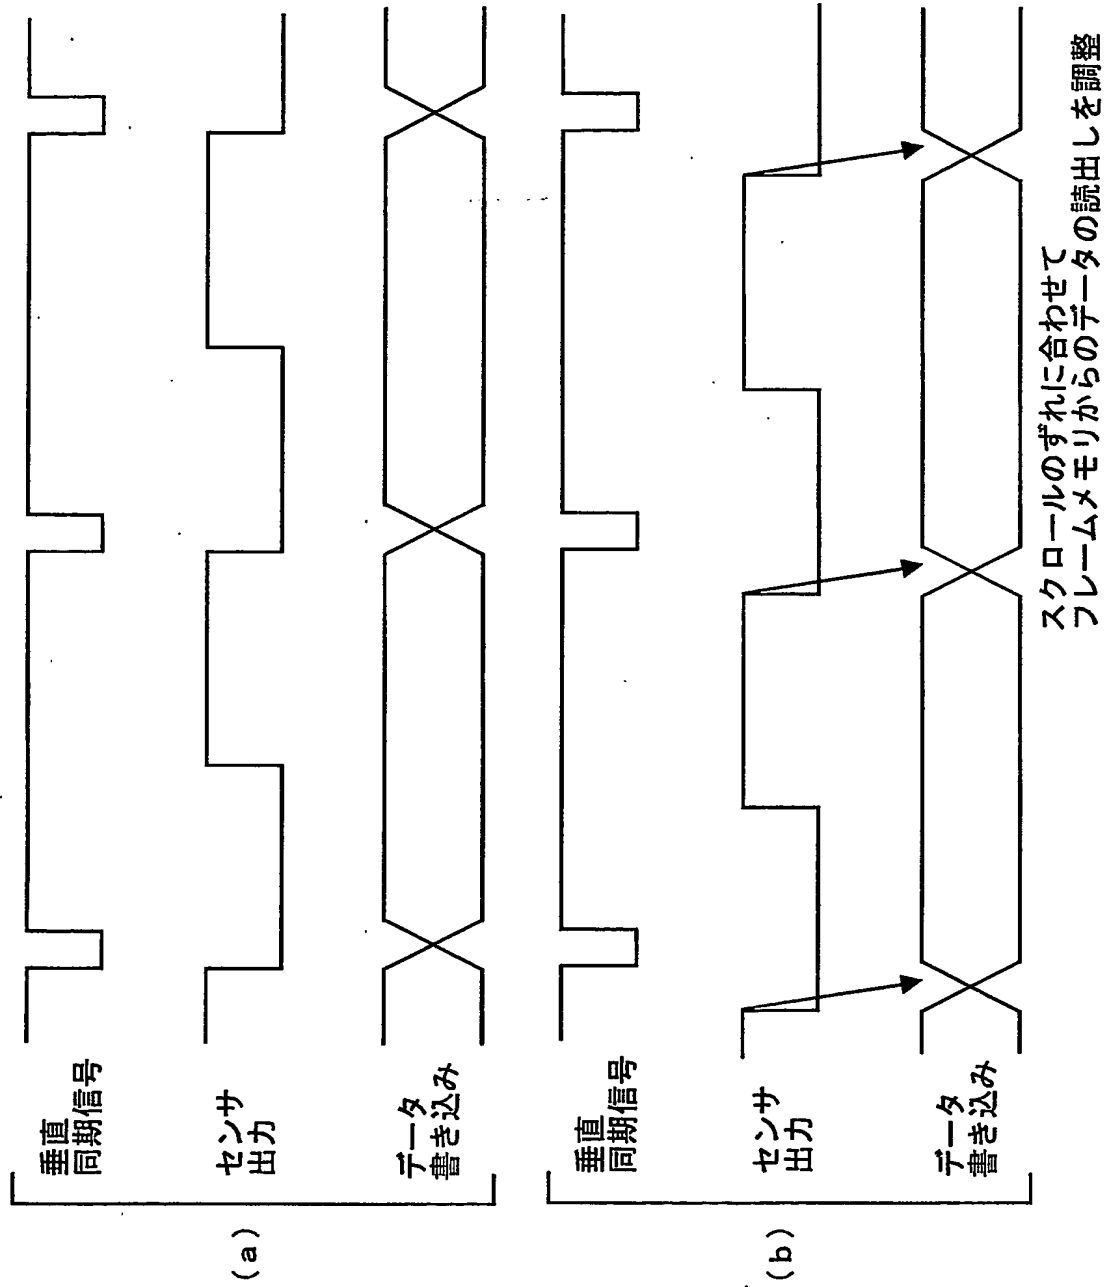 (a)
垂直
同期信号
センサ
出力
データ
書き込み
(b)
垂直
同期信号
センサ
出力
データ
書き込み
スクロールのずれに合わせて
フレームメモリからのデータの読出しを調整